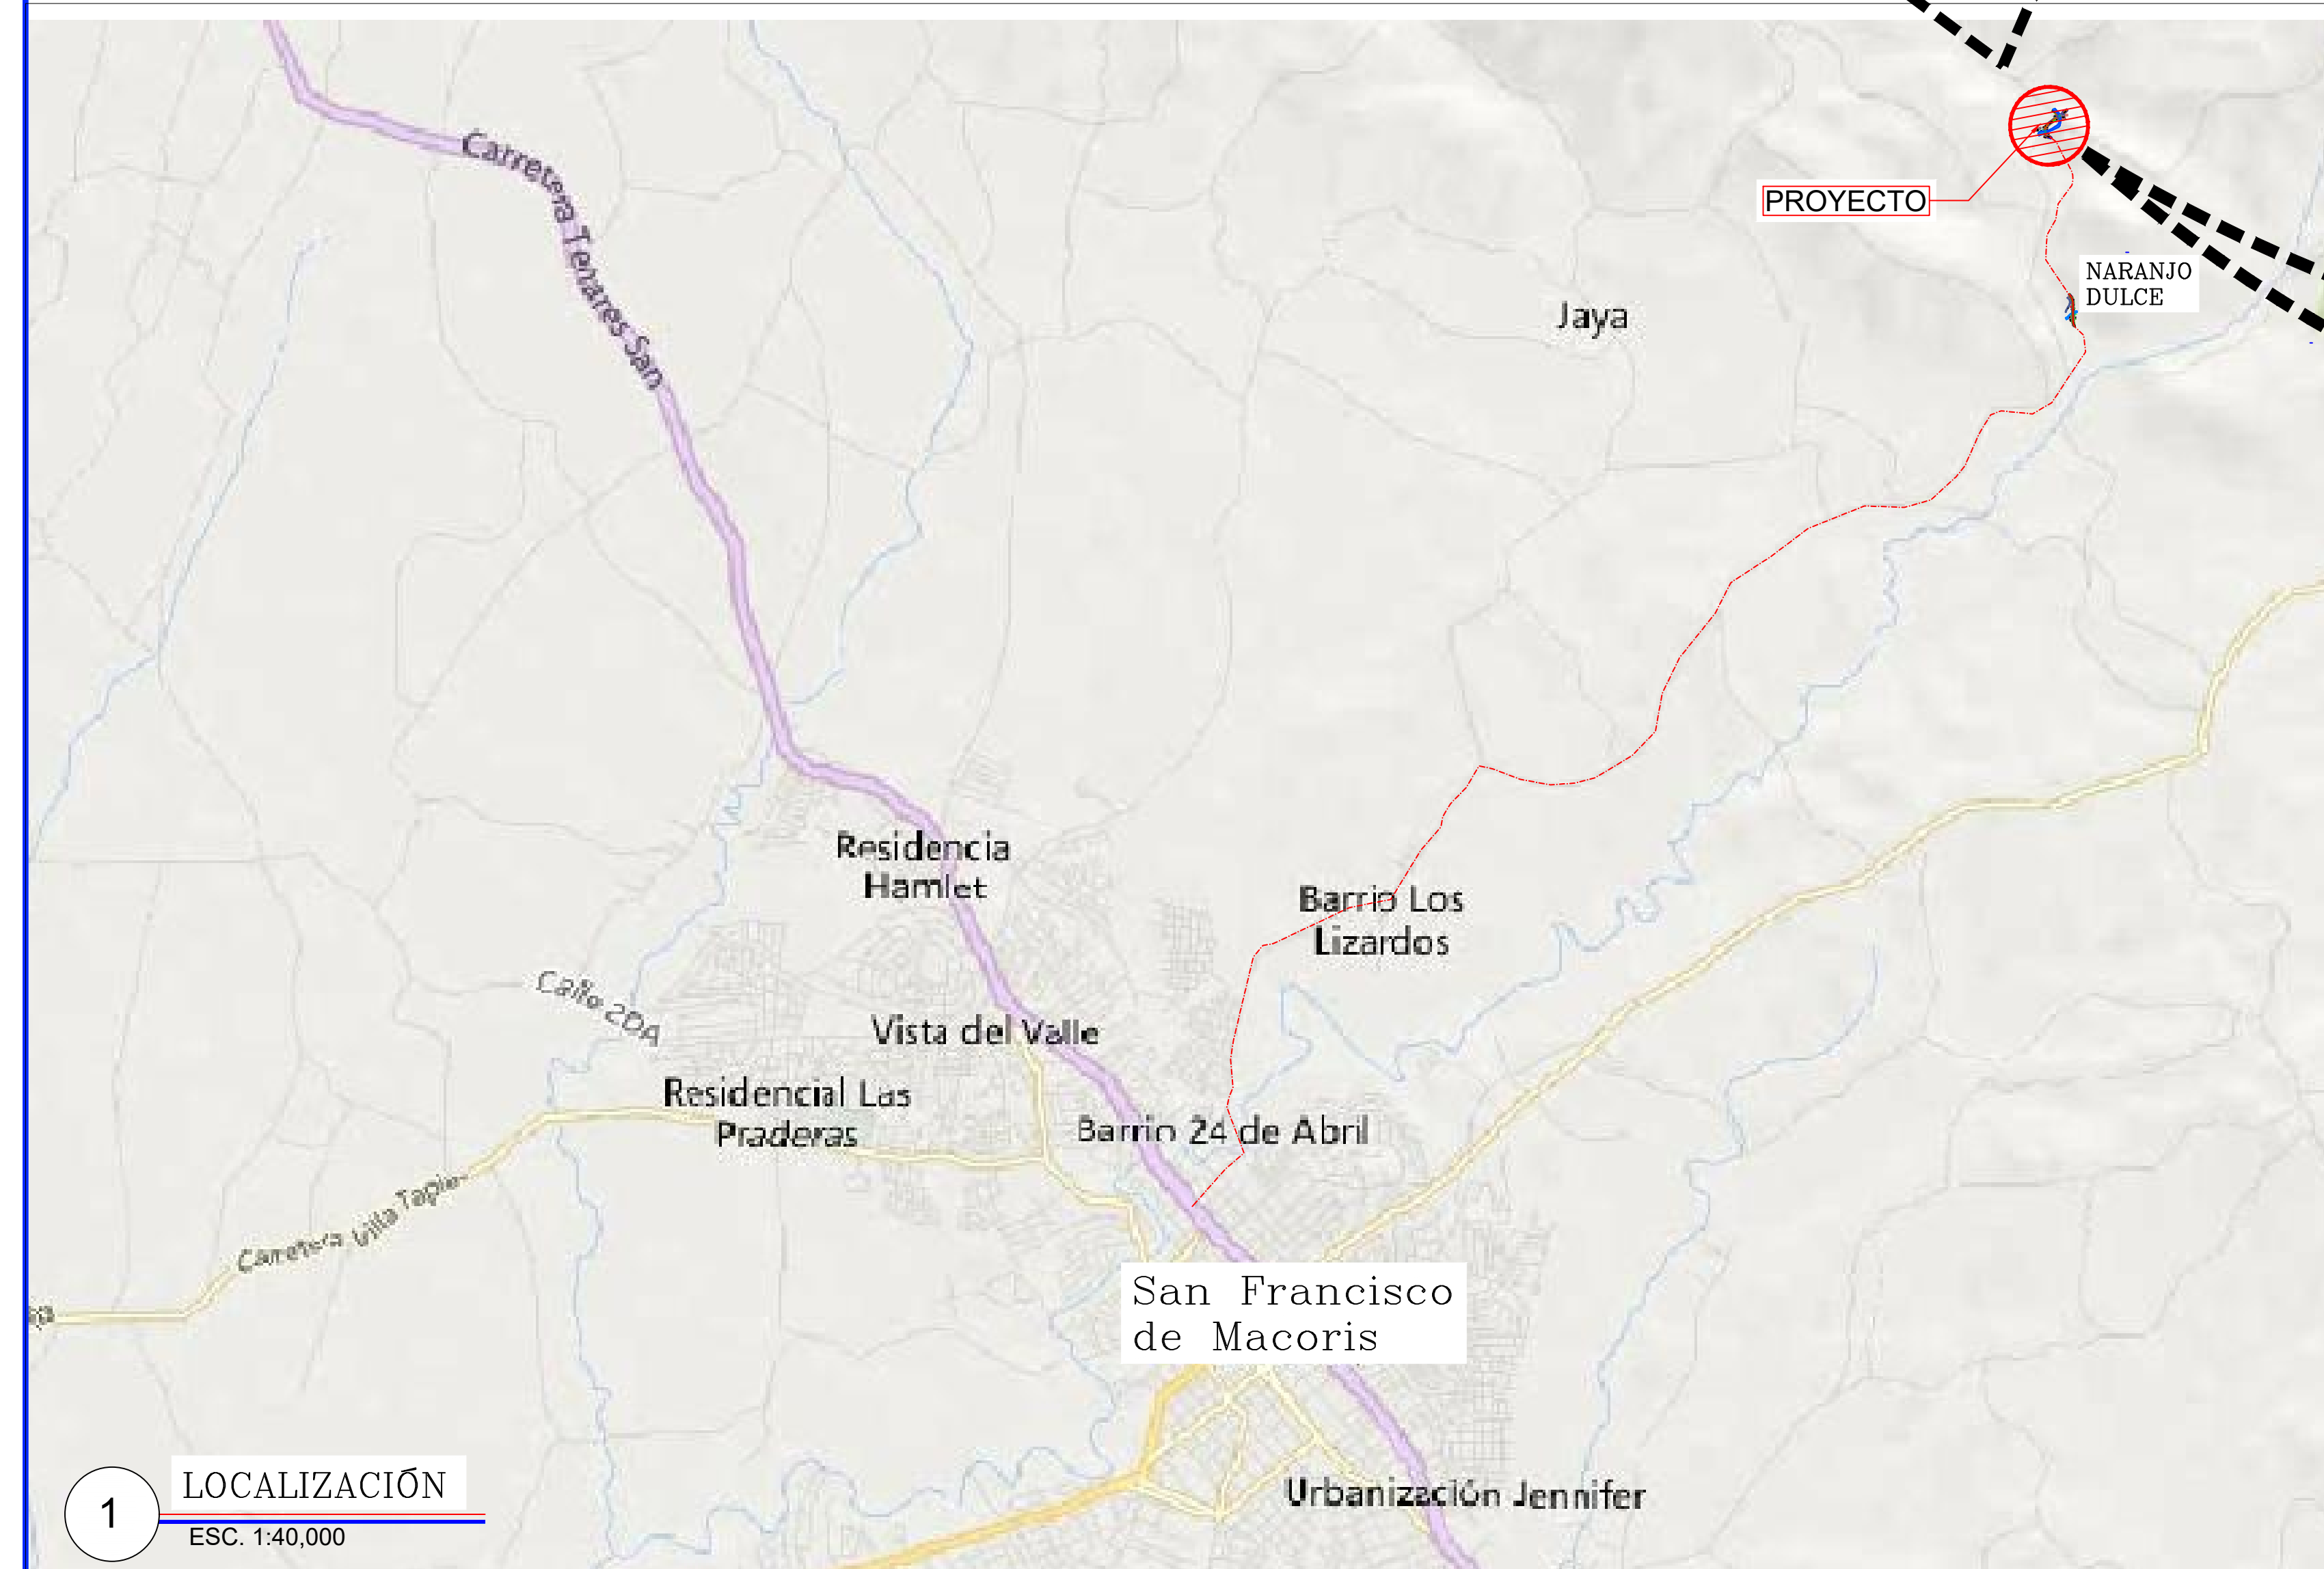 Carretera Tenares San
PROYECTO
NARANJO
DULCE
Jaya
Residencia
Hamlet
Barrio Los
Lizardos
Calle 2DA
Vista del Valle
Residencial Las
Praderas
Barrio 24 de Abril
Carretera Villa Tapia
San Francisco
de Macoris
Urbanización Jennifer
1
LOCALIZACIÓN
ESC. 1:40,000